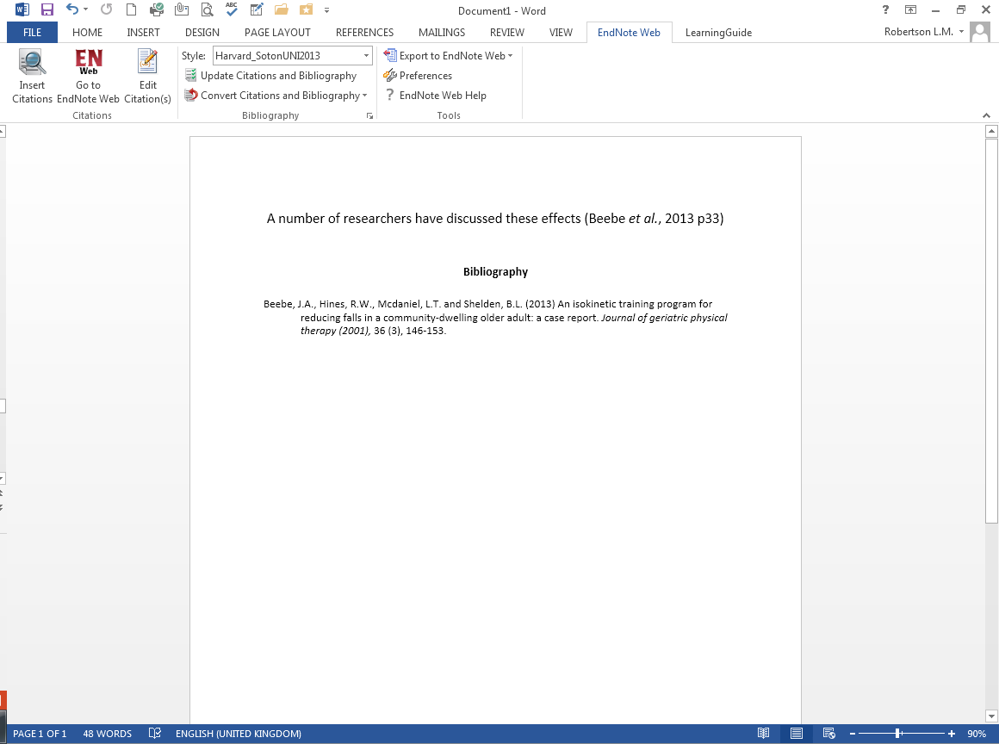 ABC
Document1 - Word
?
FILE HOME INSERT DESIGN PAGE LAYOUT REFERENCES MAILINGS REVIEW VIEW EndNote Web LearningGuide Robertson L.M.
Insert Citations
EN Web
Go to EndNote Web
Edit Citation(s)
Citations
Style: Harvard_SotonUNI2013
Update Citations and Bibliography
Convert Citations and Bibliography
Bibliography
Export to EndNote Web
Preferences
? EndNote Web Help
Tools
A number of researchers have discussed these effects (Beebe et al., 2013 p33)
Bibliography
Beebe, J.A., Hines, R.W., Mcdaniel, L.T. and Shelden, B.L. (2013) An isokinetic training program for
reducing falls in a community-dwelling older adult: a case report. Journal of geriatric physical
therapy (2001), 36 (3), 146-153.
PAGE 1 OF 1 48 WORDS ENGLISH (UNITED KINGDOM) 90%